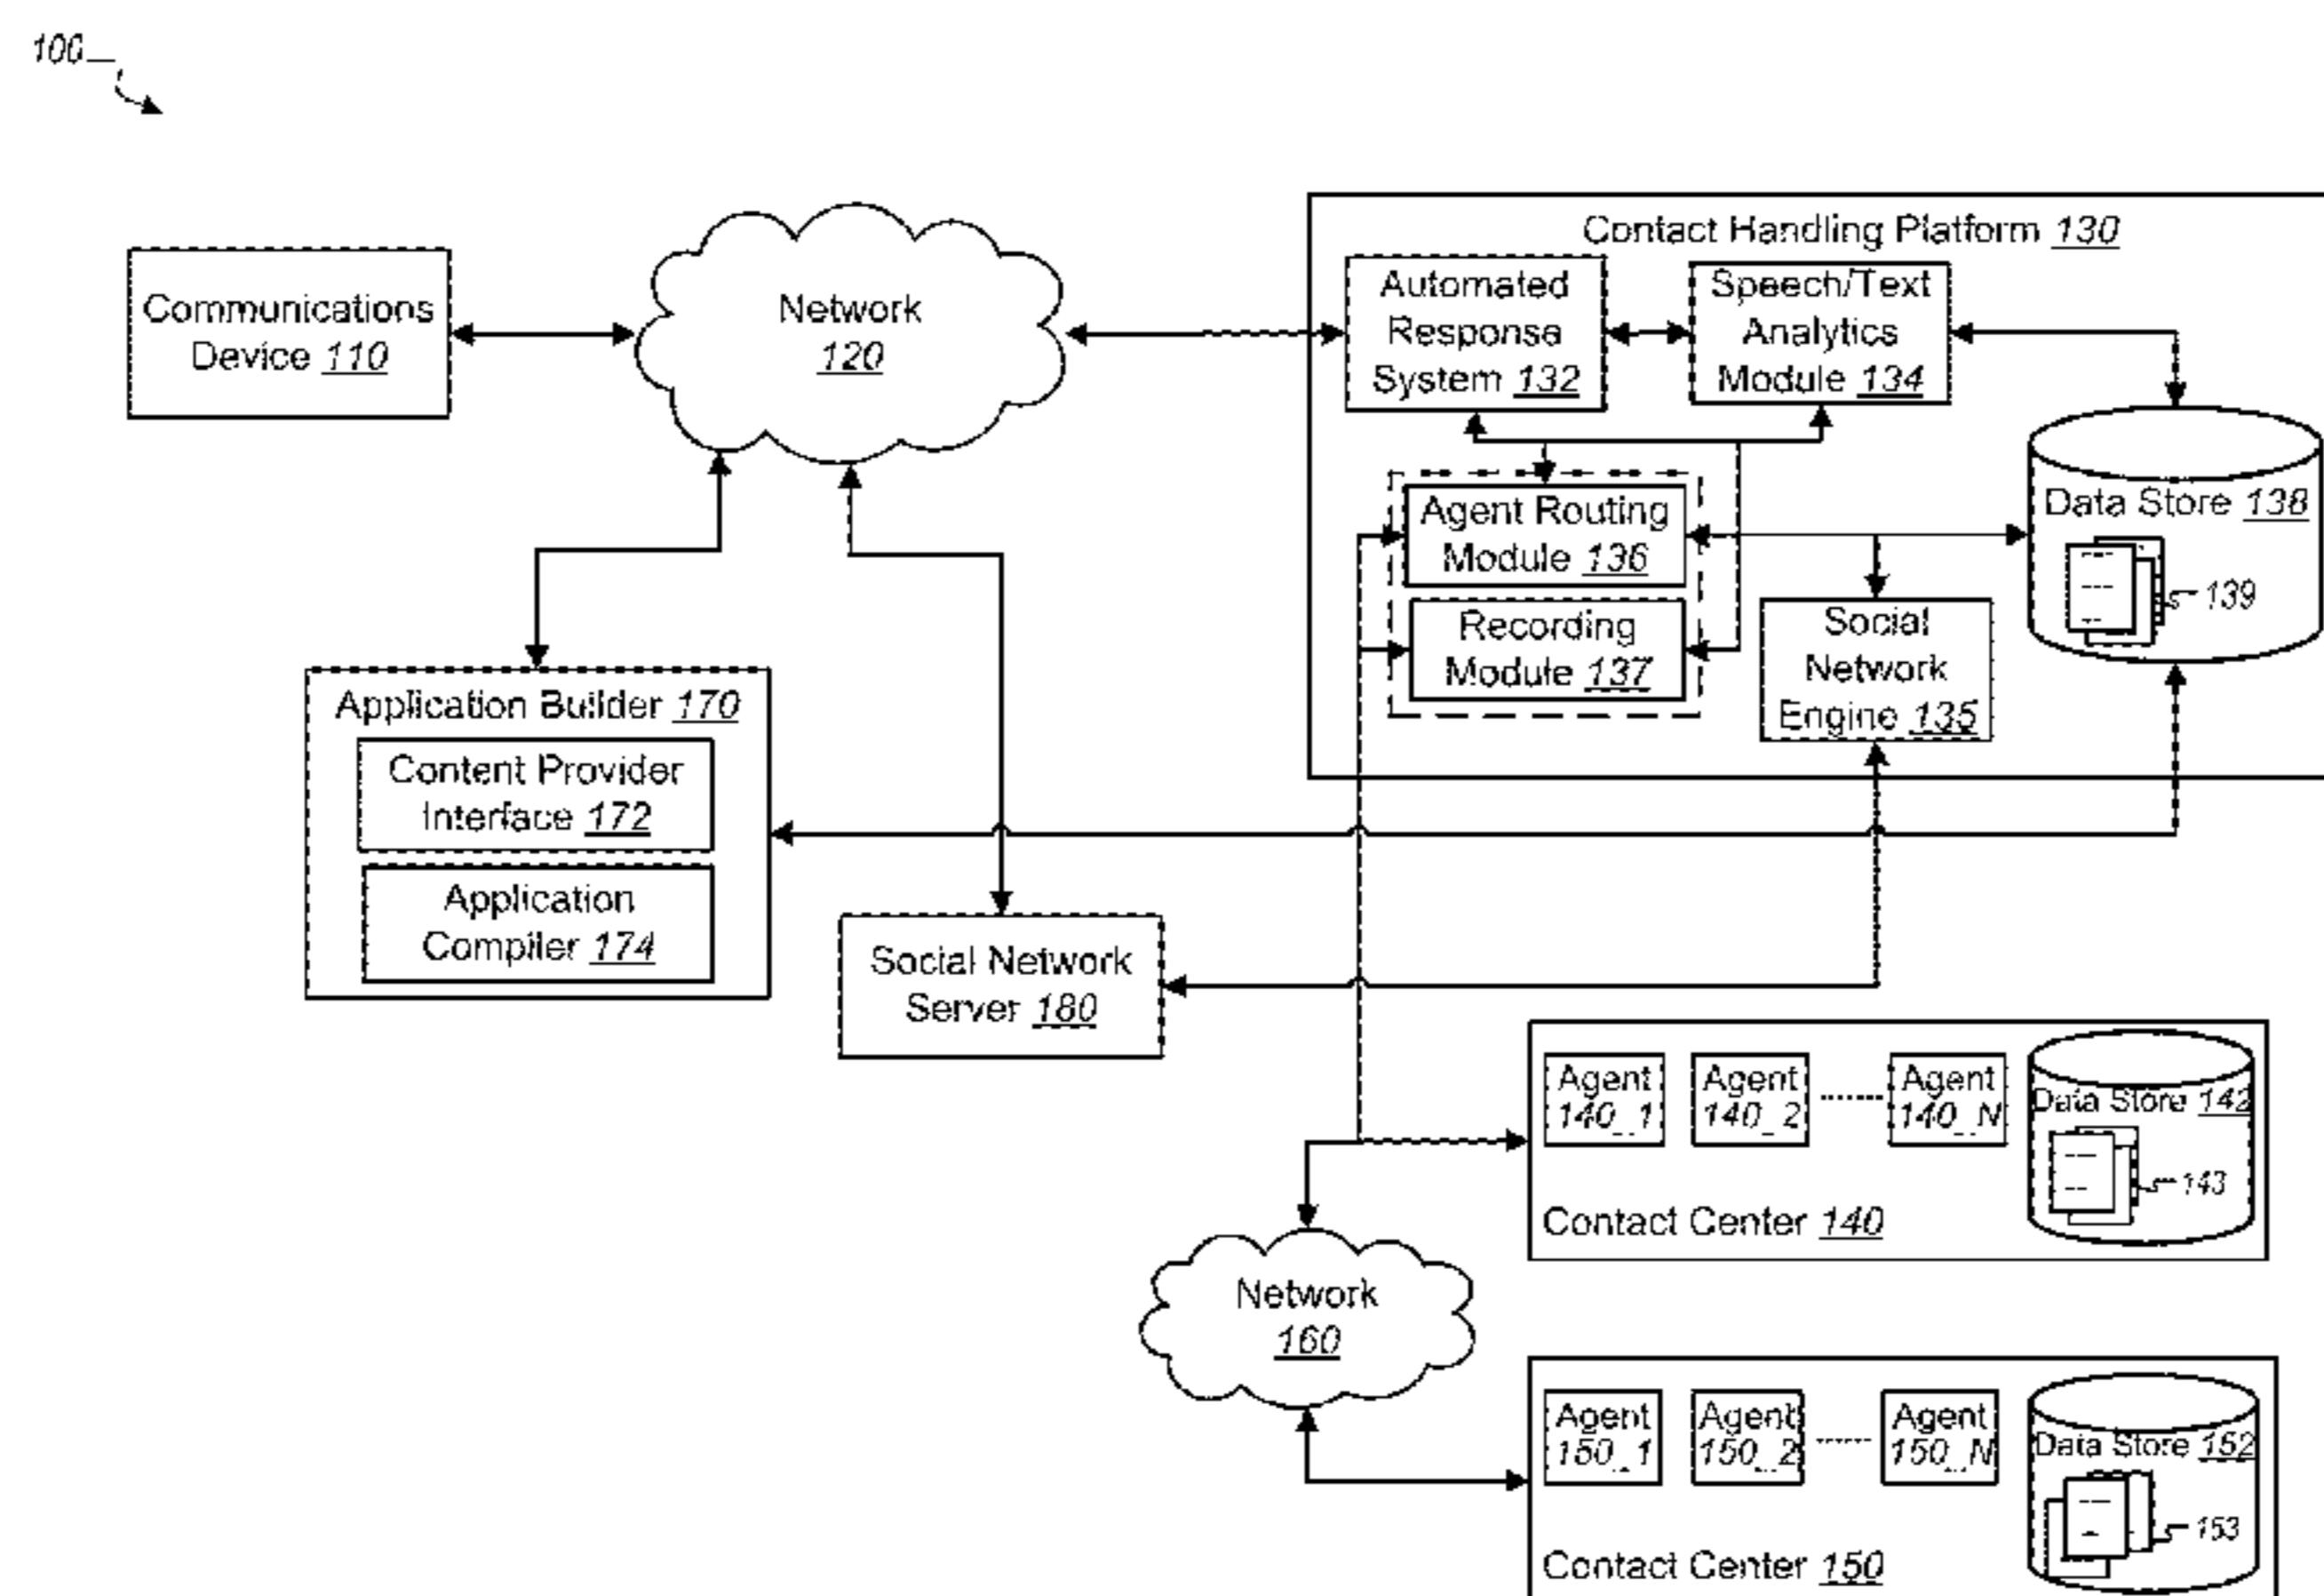 100
Contact Handling Platform 130
Communications
Device 110
Network
120
Automated
Response
System 132
Speech/Text
Analytics
Module 134
Agent Routing
Module 136
Data Store 138
139
Recording
Module 137
Social
Network
Engine 135
Application Builder 170
Content Provider
Interface 172
Application
Compiler 174
Social Network
Server 180
Agent
140_1
Agent
140_2
Agent
140_N
Data Store 142
143
Contact Center 140
Network
160
Agent
150_1
Agent
150_2
Agent
150_N
Data Store 152
153
Contact Center 150